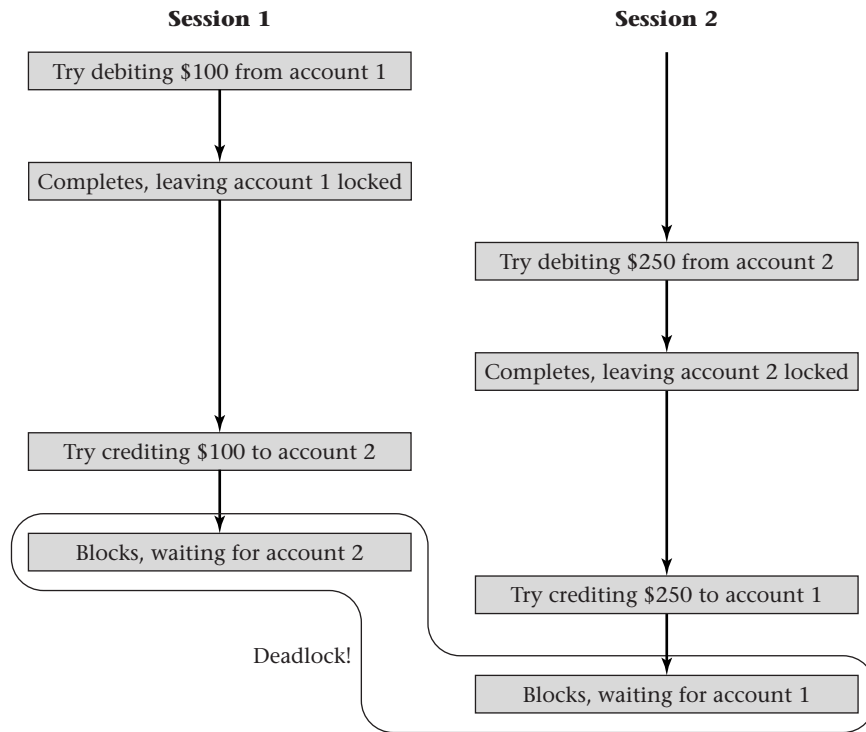 Session 1
Session 2
Try debiting $100 from account 1
Completes, leaving account 1 locked
Try debiting $250 from account 2
Completes, leaving account 2 locked
Try crediting $100 to account 2
Blocks, waiting for account 2
Try crediting $250 to account 1
Deadlock!
Blocks, waiting for account 1